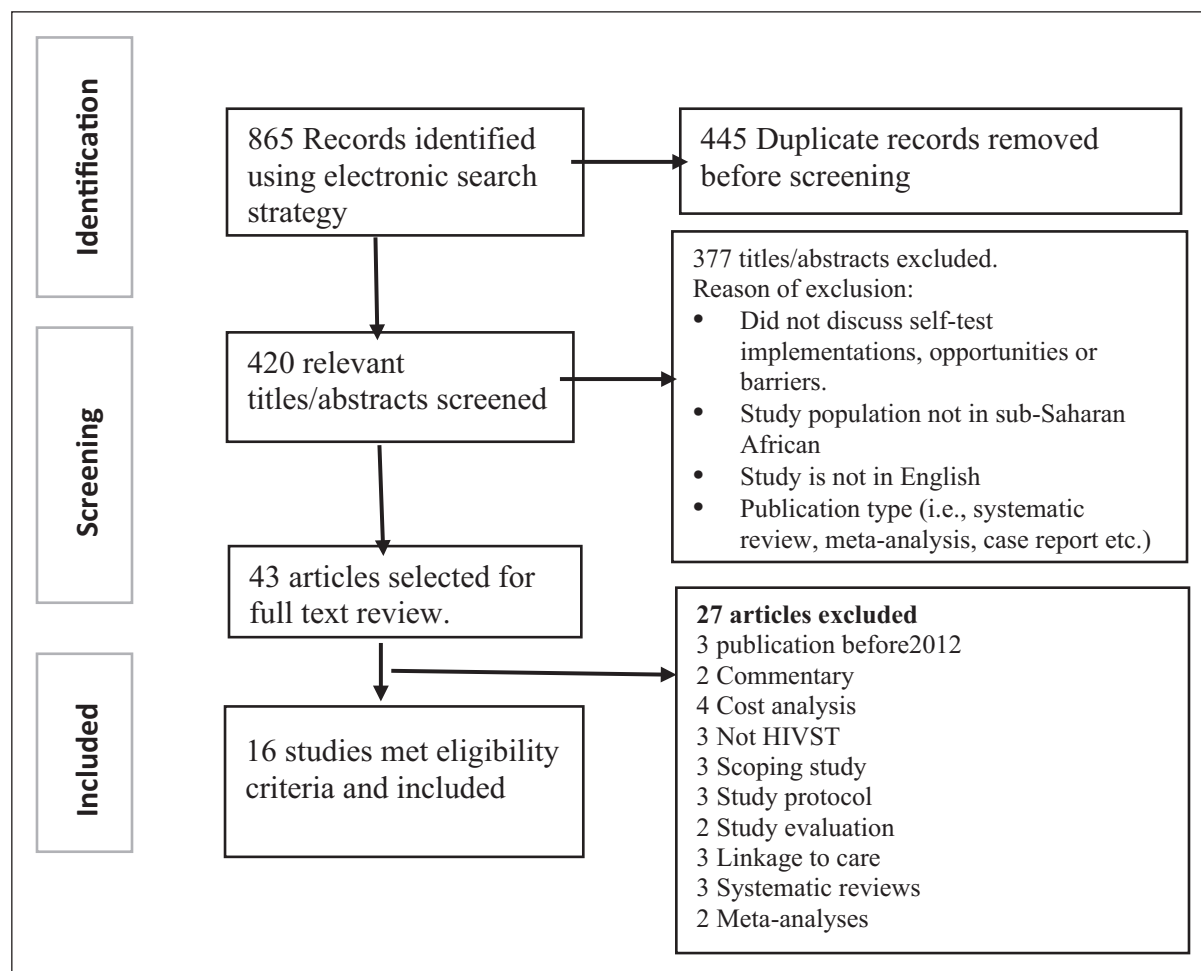 Identification
865 Records identified
using electronic search
strategy
445 Duplicate records removed
before screening
Screening
420 relevant
titles/abstracts screened
377 titles/abstracts excluded.
Reason of exclusion:
• Did not discuss self-test
implementations, opportunities or
barriers.
• Study population not in sub-Saharan
African
• Study is not in English
• Publication type (i.e., systematic
review, meta-analysis, case report etc.)
43 articles selected for
full text review.
27 articles excluded
3 publication before2012
2 Commentary
4 Cost analysis
3 Not HIVST
3 Scoping study
3 Study protocol
2 Study evaluation
3 Linkage to care
3 Systematic reviews
2 Meta-analyses
Included
16 studies met eligibility
criteria and included